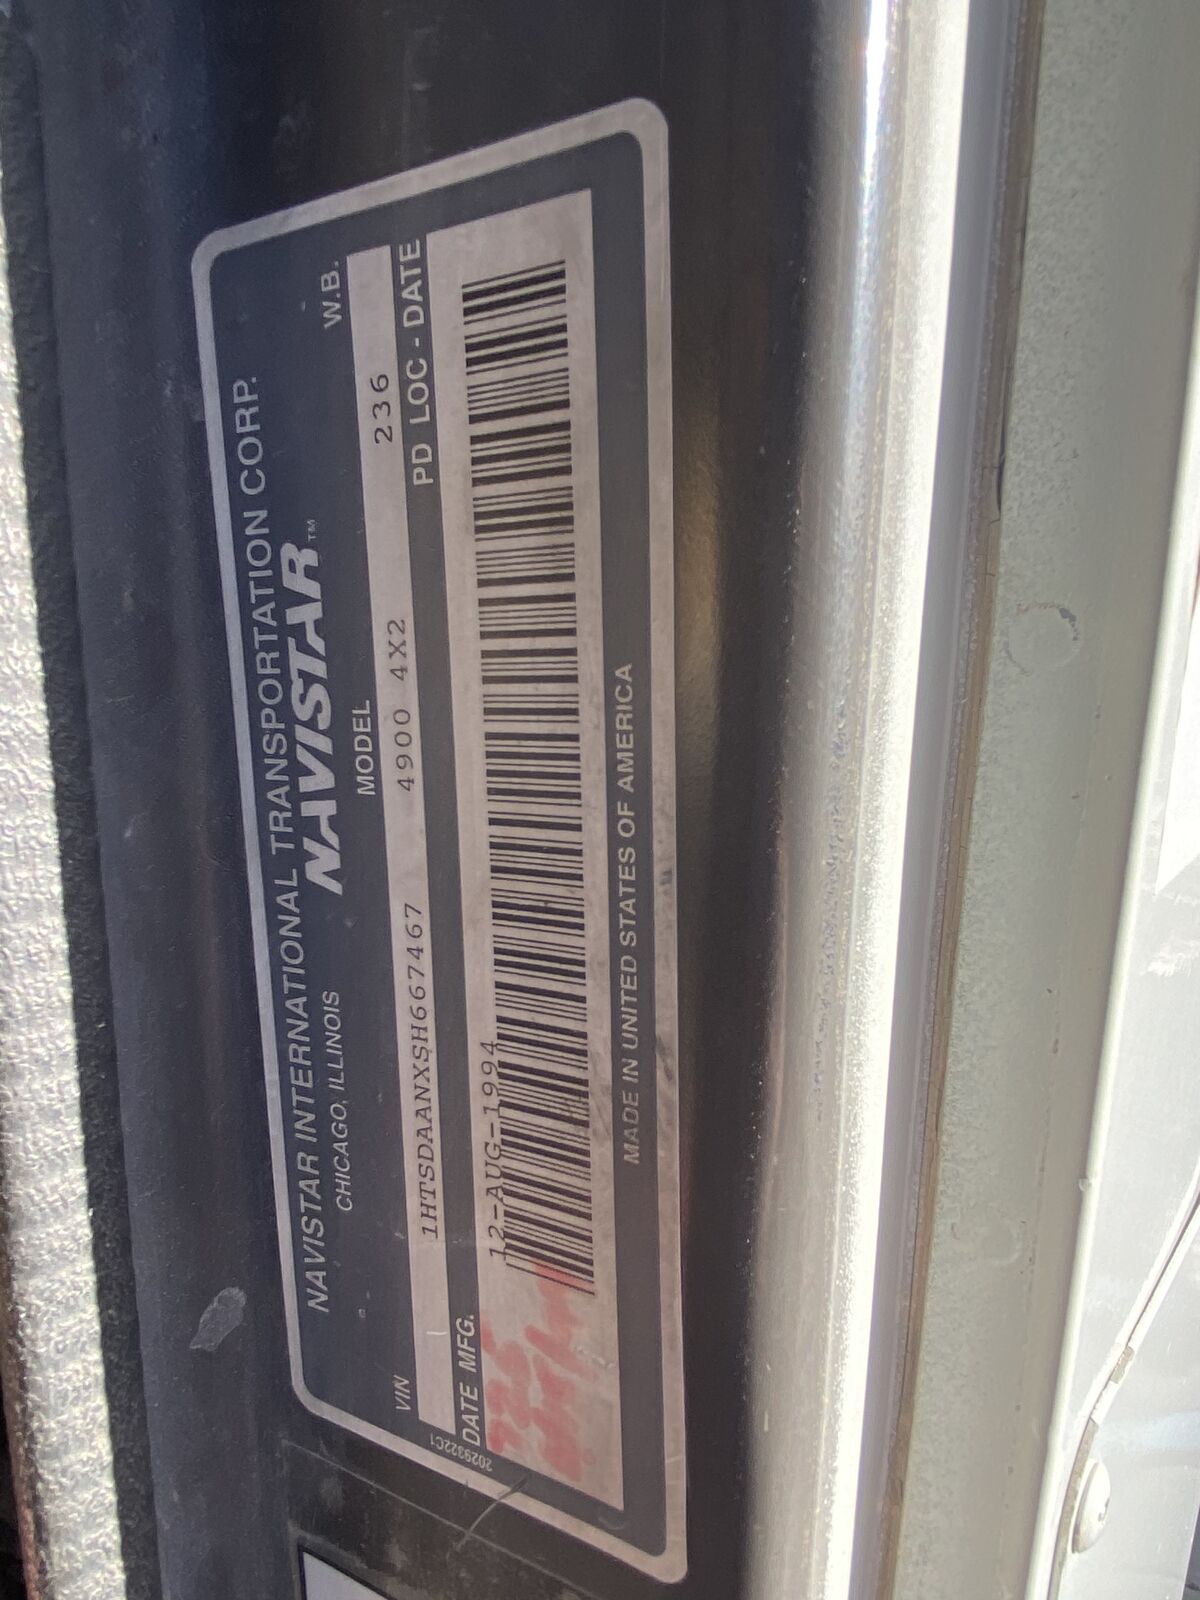 NAVISTAR INTERNATIONAL TRANSPORTATION CORP.
CHICAGO, ILLINOIS NAVISTAR™
VIN MODEL W.B.
1HTSDAANXSH667467 4900 4X2 236
DATE MFG. PD LOC - DATE
12-AUG-1994
MADE IN UNITED STATES OF AMERICA
2029322C1